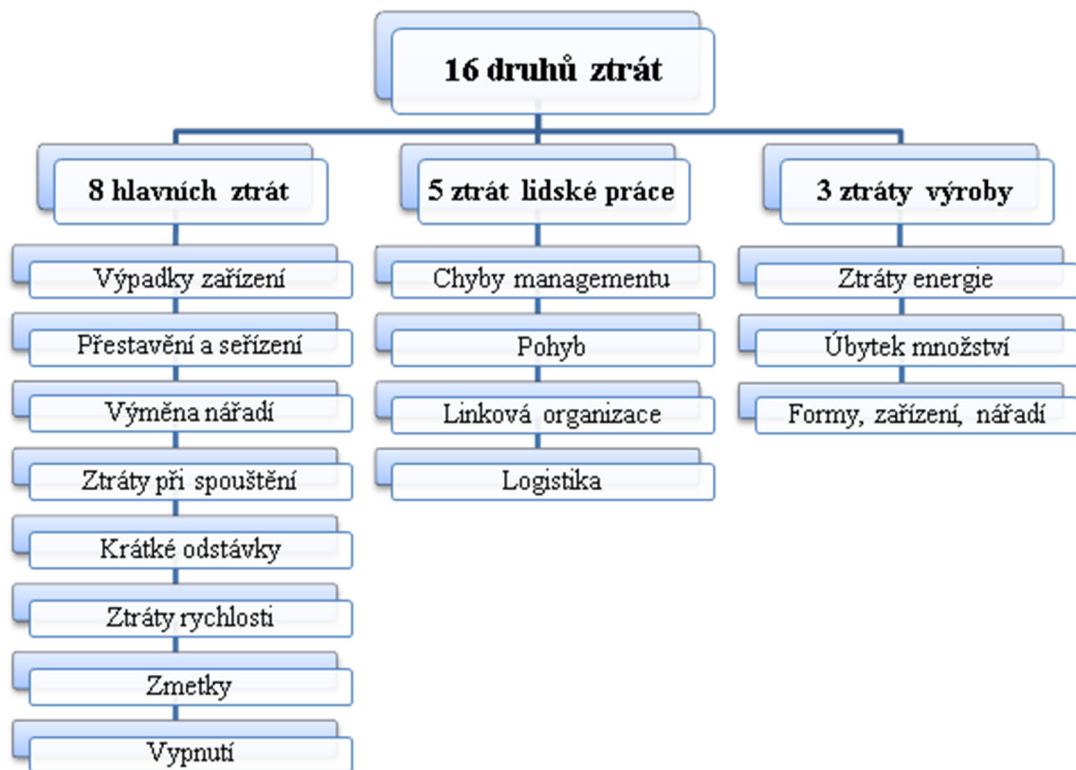 16 druhů ztrát
8 hlavních ztrát
Výpadky zařízení
Přestavění a seřízení
Výměna nářadí
Ztráty při spouštění
Krátké odstávky
Ztráty rychlosti
Zmetky
Vypnutí
5 ztrát lidské práce
Chyby managementu
Pohyb
Linková organizace
Logistika
3 ztráty výroby
Ztráty energie
Úbytek množství
Formy, zařízení, nářadí